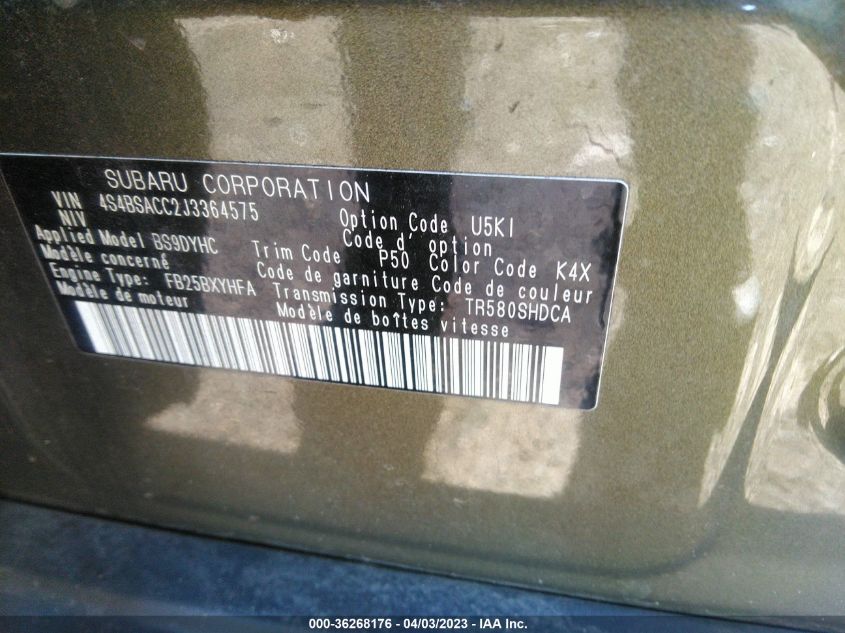 SUBARU CORPORATION
VIN 4S4BSACC2J3364575
NIV
Option Code U5KI
Code d' option
Applied Model BS9DYHC Trim Code P50 Color Code K4X
Modèle concerné Code de garniture Code de couleur
Engine Type: FB25BXYHFA Transmission Type: TR580SHDCA
Modèle de moteur Modèle de boîtes vitesse
000-36268176 - 04/03/2023 - IAA Inc.